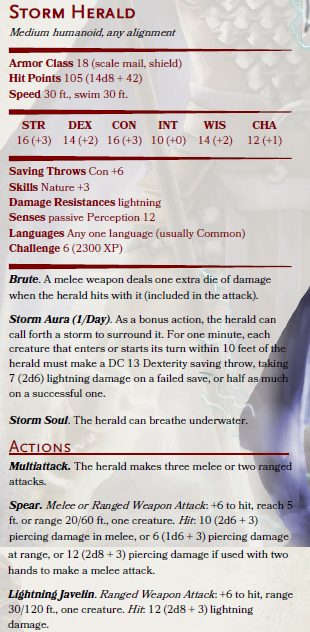 STORM HERALD
Medium humanoid, any alignment
Armor Class 18 (scale mail, shield)
Hit Points 105 (14d8 + 42)
Speed 30 ft., swim 30 ft.
STR DEX CON INT WIS CHA
16 (+3) 14 (+2) 16 (+3) 10 (+0) 14 (+2) 12 (+1)
Saving Throws Con +6
Skills Nature +3
Damage Resistances lightning
Senses passive Perception 12
Languages Any one language (usually Common)
Challenge 6 (2300 XP)
Brute. A melee weapon deals one extra die of damage
when the herald hits with it (included in the attack).
Storm Aura (1/Day). As a bonus action, the herald can
call forth a storm to surround it. For one minute, each
creature that enters or starts its turn within 10 feet of the
herald must make a DC 13 Dexterity saving throw, taking
7 (2d6) lightning damage on a failed save, or half as much
on a successful one.
Storm Soul. The herald can breathe underwater.
ACTIONS
Multiattack. The herald makes three melee or two ranged
attacks.
Spear. Melee or Ranged Weapon Attack: +6 to hit, reach 5
ft. or range 20/60 ft., one creature. Hit: 10 (2d6 + 3)
piercing damage in melee, or 6 (1d6 + 3) piercing damage
at range, or 12 (2d8 + 3) piercing damage if used with two
hands to make a melee attack.
Lightning Javelin. Ranged Weapon Attack: +6 to hit, range
30/120 ft., one creature. Hit: 12 (2d8 + 3) lightning
damage.